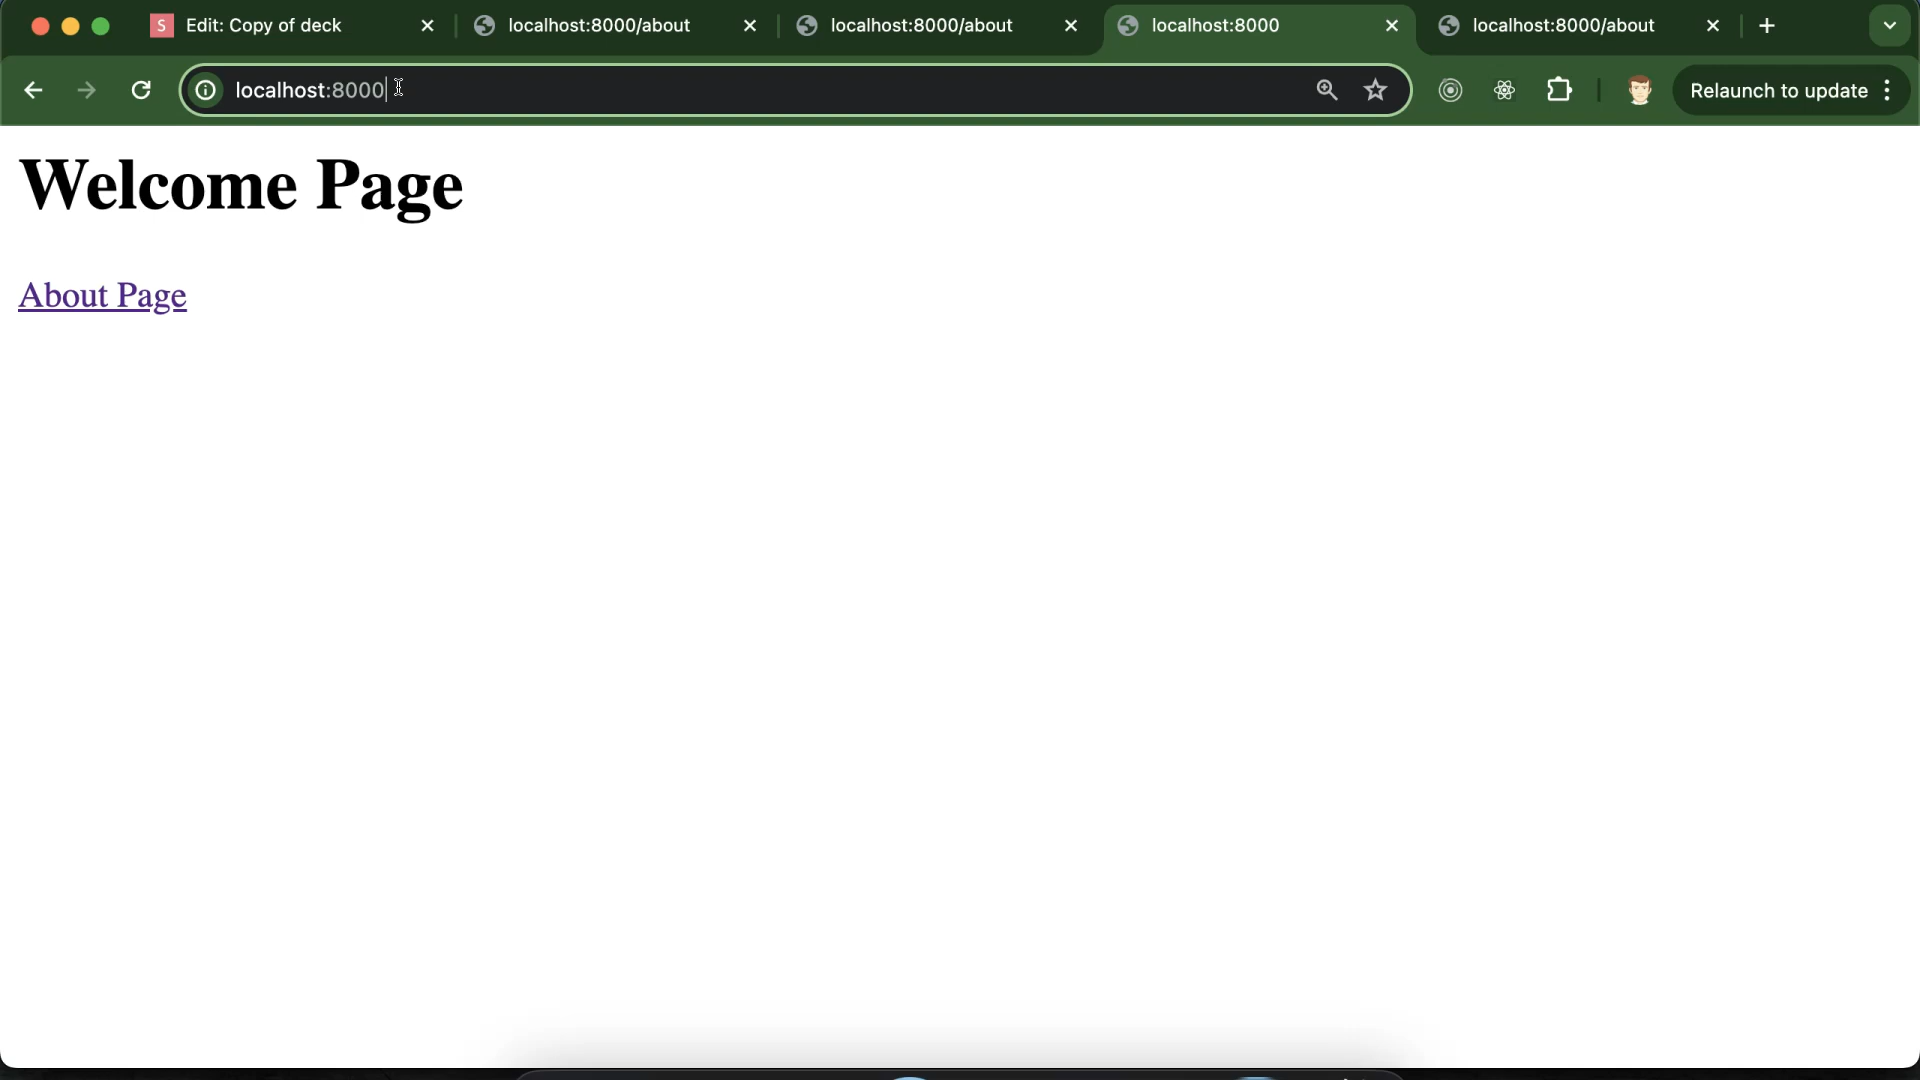 S Edit: Copy of deck
localhost:8000/about
localhost:8000/about
localhost:8000
localhost:8000/about
localhost:8000
Relaunch to update
Welcome Page
About Page